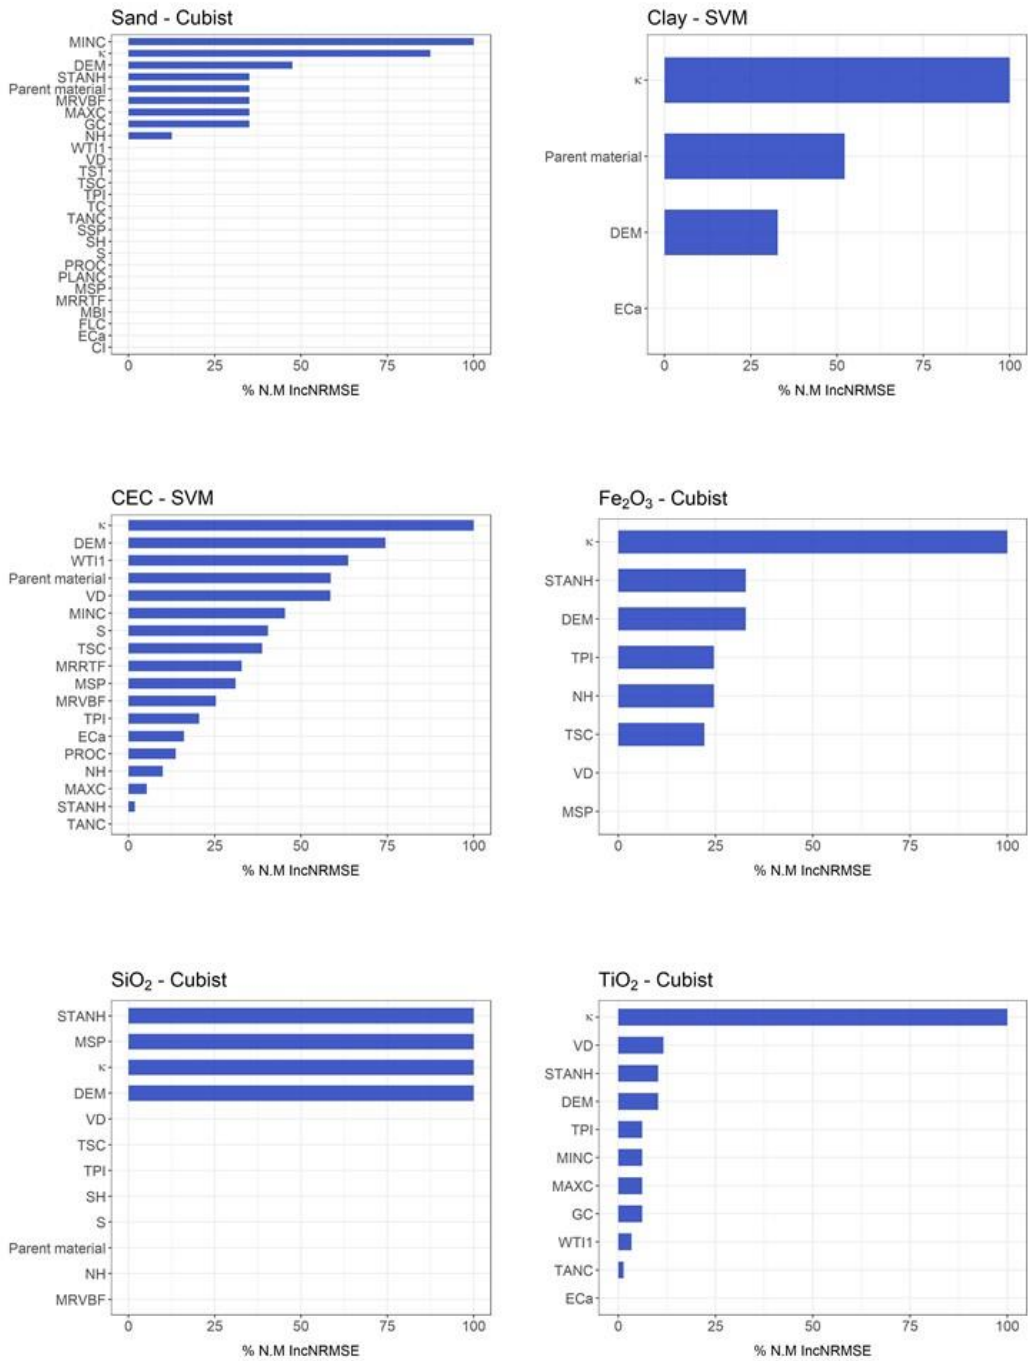 Sand - Cubist
MINC
κ
DEM
STANH
Parent material
MRVBF
MAXC
GC
NH
WTI1
VD
TST
TSC
TPI
TC
TANC
SSP
SH
S
PROC
PLANC
MSP
MRRTF
MBI
FLC
ECa
CI
0 25 50 75 100
% N.M IncNRMSE
Clay - SVM
κ
Parent material
DEM
ECa
0 25 50 75 100
% N.M IncNRMSE
CEC - SVM
κ
DEM
WTI1
Parent material
VD
MINC
S
TSC
MRRTF
MSP
MRVBF
TPI
ECa
PROC
NH
MAXC
STANH
TANC
0 25 50 75 100
% N.M IncNRMSE
Fe₂O₃ - Cubist
κ
STANH
DEM
TPI
NH
TSC
VD
MSP
0 25 50 75 100
% N.M IncNRMSE
SiO₂ - Cubist
STANH
MSP
κ
DEM
VD
TSC
TPI
SH
S
Parent material
NH
MRVBF
0 25 50 75 100
% N.M IncNRMSE
TiO₂ - Cubist
κ
VD
STANH
DEM
TPI
MINC
MAXC
GC
WTI1
TANC
ECa
0 25 50 75 100
% N.M IncNRMSE